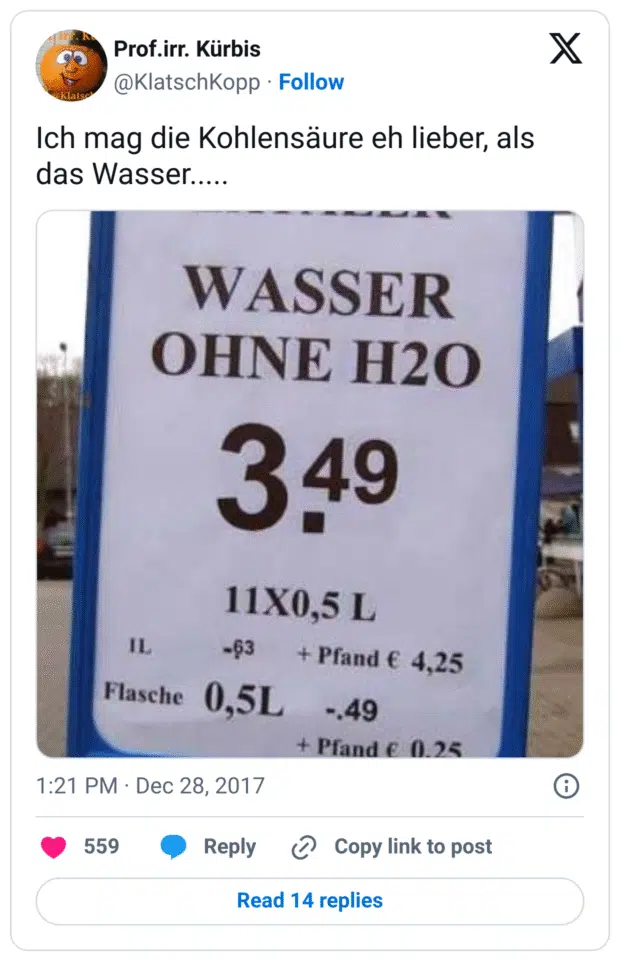 Prof.irr. Kürbis
@KlatschKopp · Follow
Ich mag die Kohlensäure eh lieber, als
das Wasser.....
WASSER
OHNE H2O
3.49
11X0,5 L
1L -63 + Pfand € 4,25
Flasche 0,5L -.49
+ Pfand € 0,25
1:21 PM · Dec 28, 2017
559 Reply Copy link to post
Read 14 replies